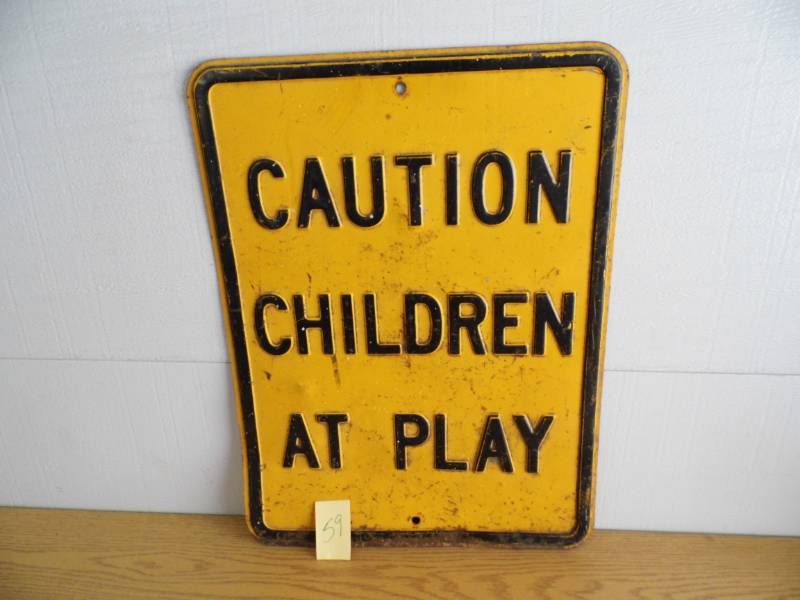 CAUTION
CHILDREN
AT PLAY
59